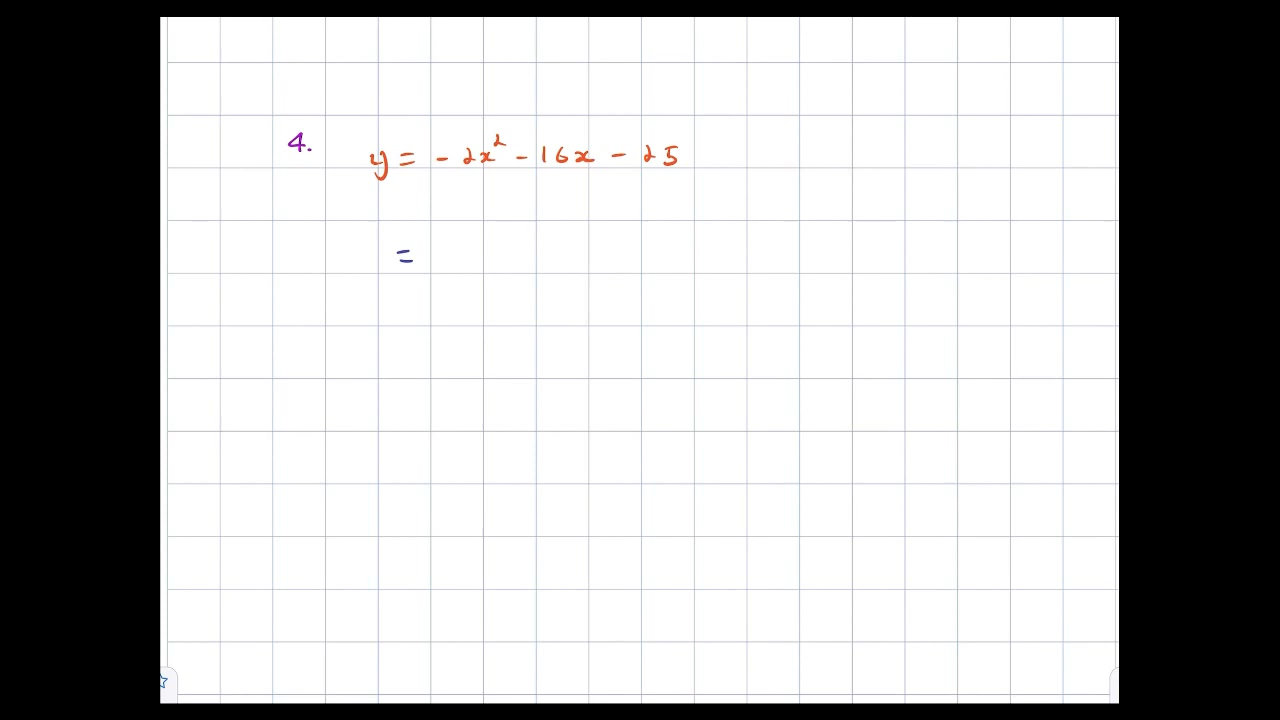 4. y = - 2x² - 16x - 25
=